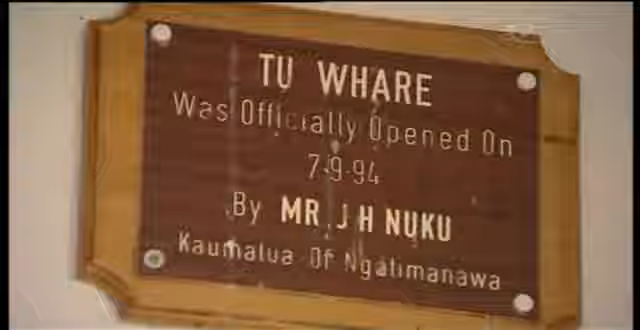 TU WHARE
Was Officially Opened On
7-9-94
By MR J H NUKU
Kaumatua Of Ngatimanawa